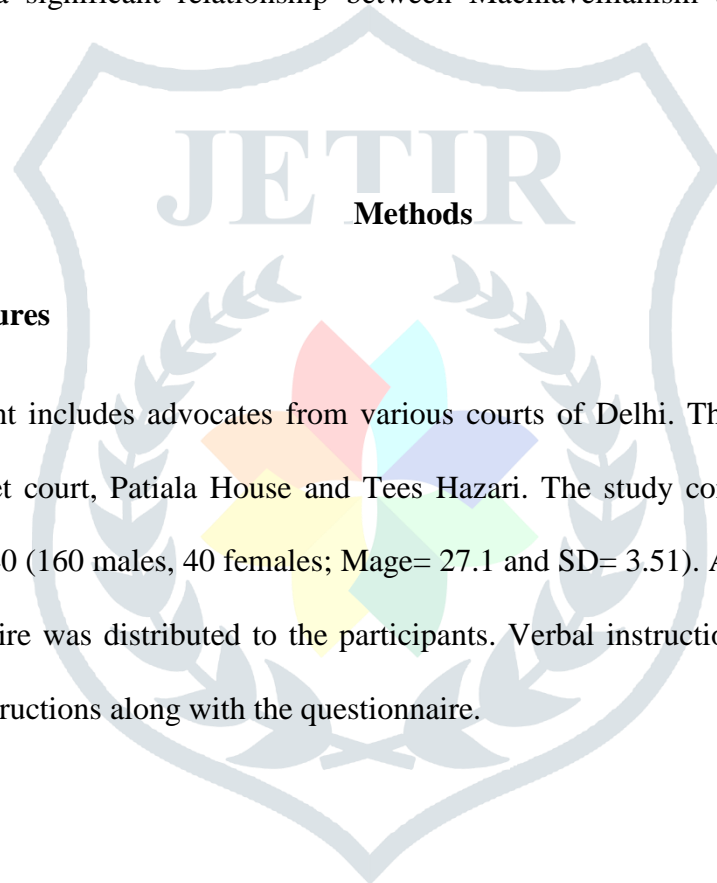 a significant relationship between Machiavellianism
JETIR
Methods
ures
nt includes advocates from various courts of Delhi. Th
et court, Patiala House and Tees Hazari. The study co
0 (160 males, 40 females; Mage= 27.1 and SD= 3.51). A
ire was distributed to the participants. Verbal instructio
tructions along with the questionnaire.